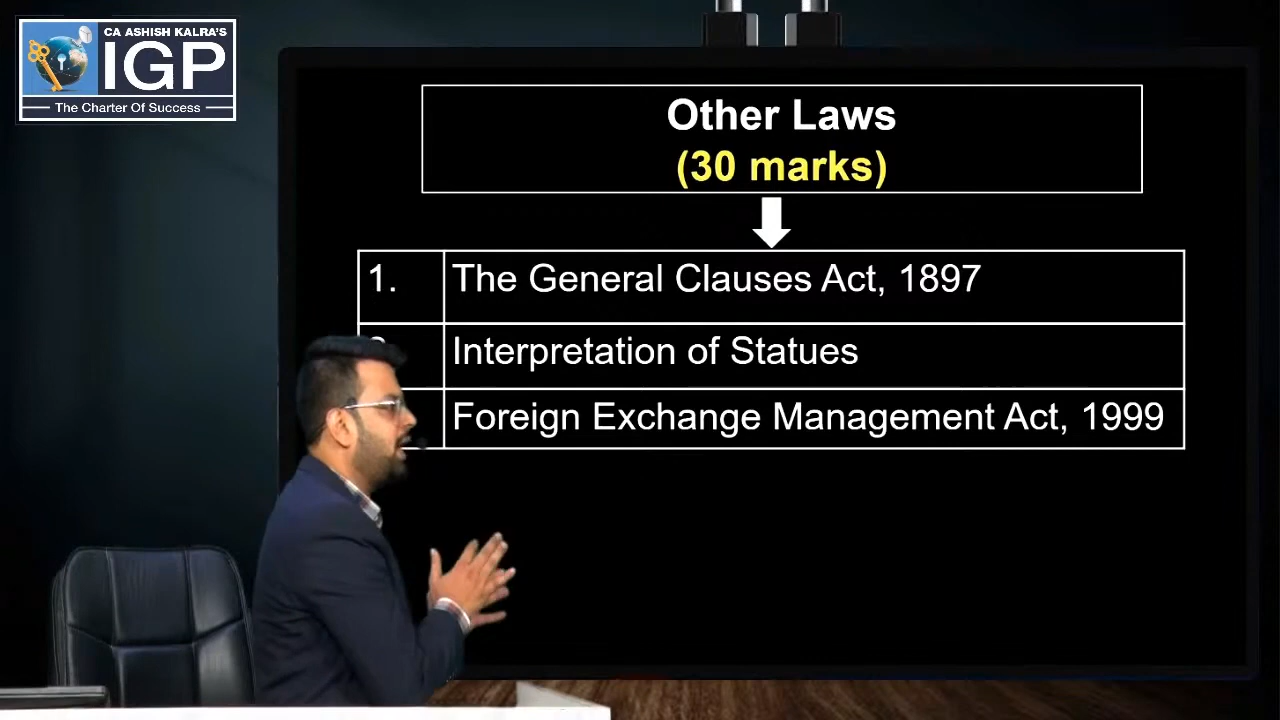 CA ASHISH KALRA'S
IGP
The Charter Of Success
Other Laws
(30 marks)
1. The General Clauses Act, 1897
Interpretation of Statues
Foreign Exchange Management Act, 1999